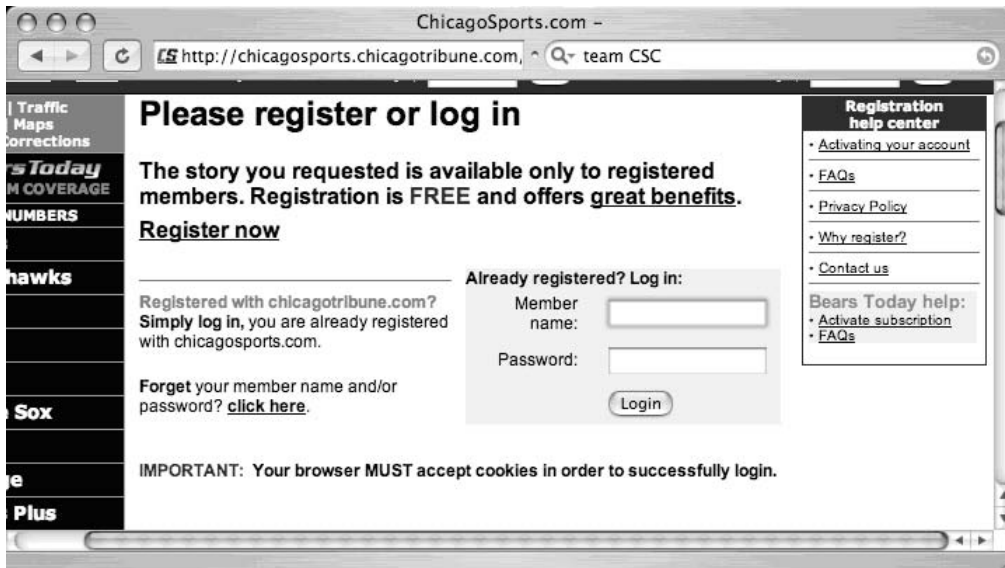 ChicagoSports.com –
CS http://chicagosports.chicagotribune.com,
team CSC
| Traffic
| Maps
Corrections
rs Today
M COVERAGE
NUMBERS
hawks
Sox
ge
Plus
Please register or log in
The story you requested is available only to registered
members. Registration is FREE and offers great benefits.
Register now
Registered with chicagotribune.com?
Simply log in, you are already registered
with chicagosports.com.
Forget your member name and/or
password? click here.
Already registered? Log in:
Member
name:
Password:
Login
IMPORTANT: Your browser MUST accept cookies in order to successfully login.
Registration
help center
· Activating your account
· FAQs
· Privacy Policy
· Why register?
· Contact us
Bears Today help:
· Activate subscription
· FAQs